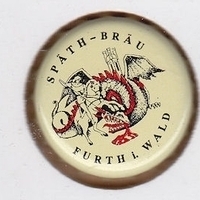 SPÄTH-BRÄU
FURTH I. WALD